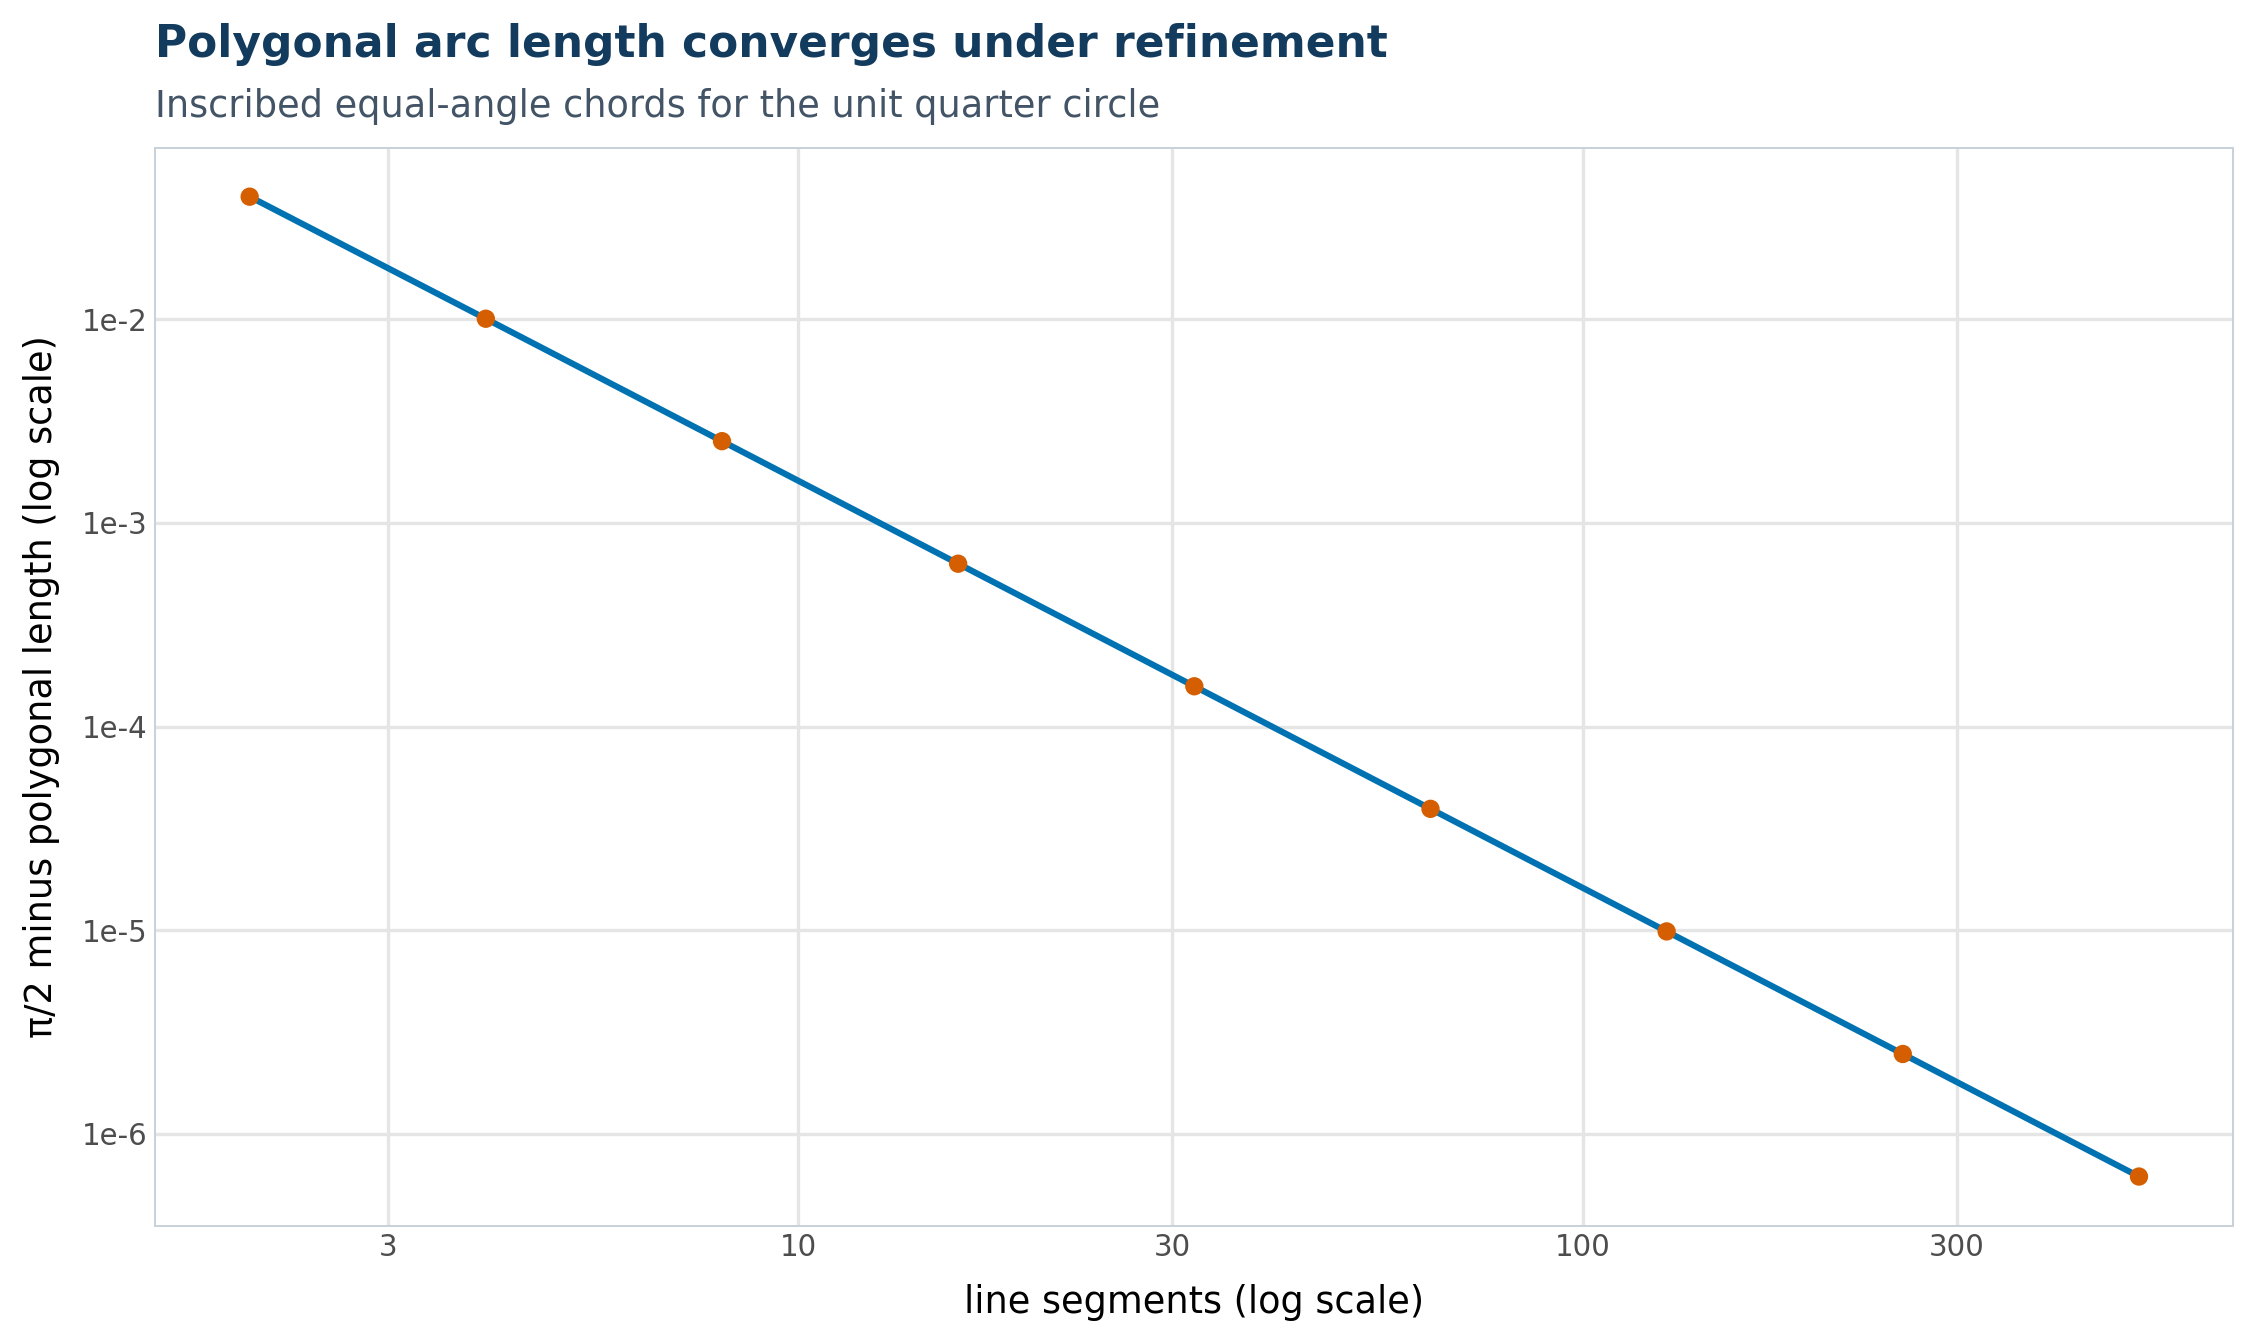 Polygonal arc length converges under refinement
Inscribed equal-angle chords for the unit quarter circle
π/2 minus polygonal length (log scale)
1e-2
1e-3
1e-4
1e-5
1e-6
3 10 30 100 300
line segments (log scale)